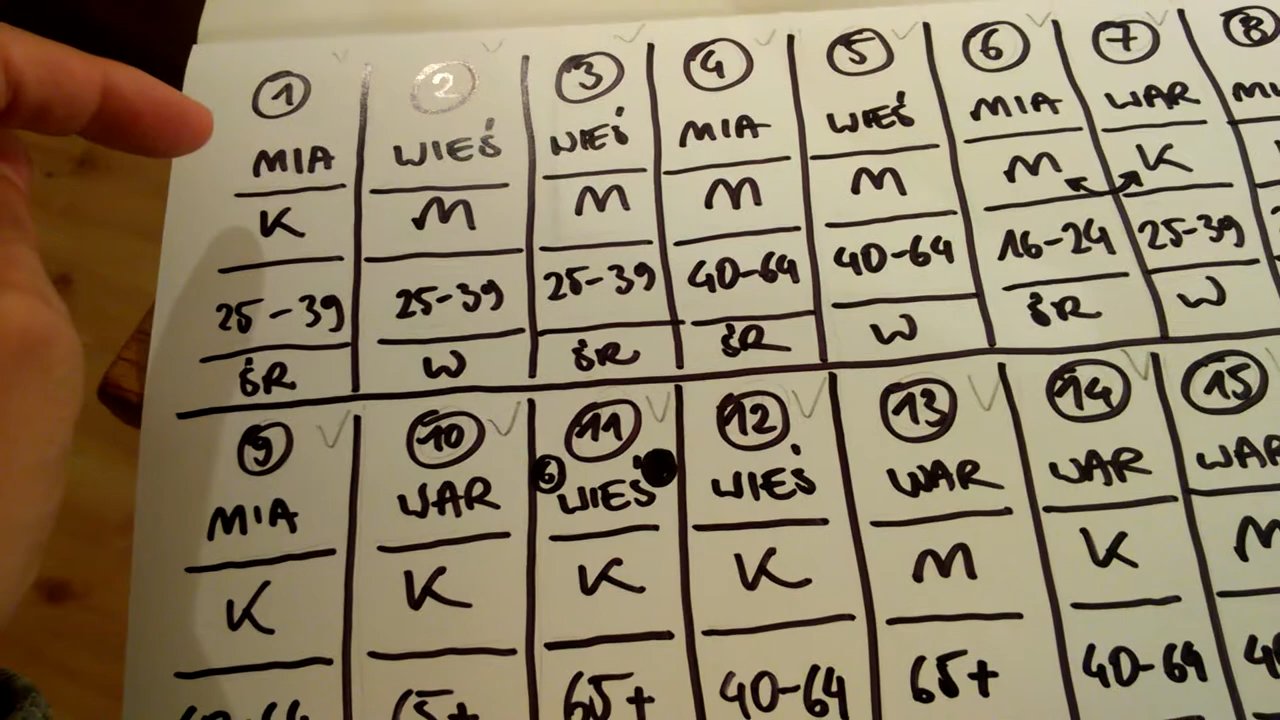 1 2 3 4 5 6 7 8
MIA WIEŚ WIEŚ MIA WIEŚ MIA WAR
K M M M M M K
25-39 25-39 25-39 40-64 40-64 16-24 25-39
ŚR W ŚR ŚR W ŚR W
9 10 11 12 13 14 15
6
MIA WAR WIEŚ WIEŚ WAR WAR WAR
K K K K M K M
65+ 40-64 65+ 40-64